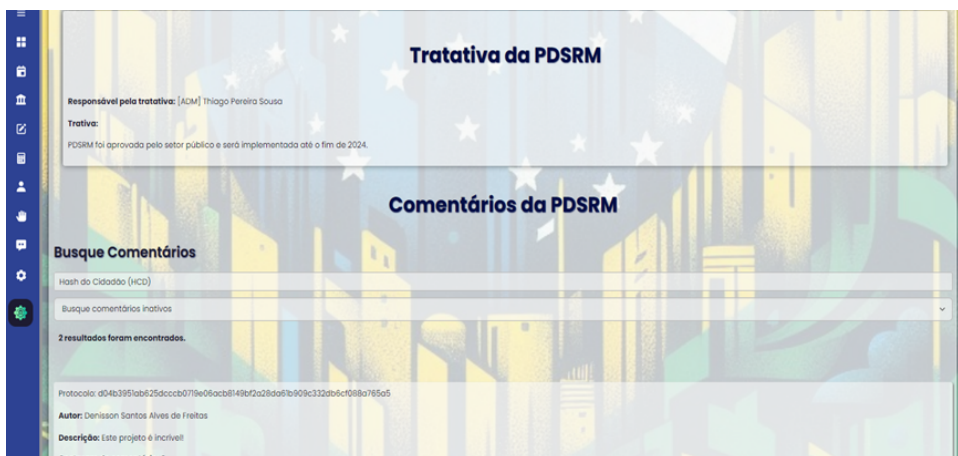 Tratativa da PDSRM
Responsável pela tratativa: [ADM] Thiago Pereira Sousa
Trativa:
PDSRM foi aprovada pelo setor público e será implementada até o fim de 2024.
Comentários da PDSRM
Busque Comentários
Hash do Cidadão (HCD)
Busque comentários inativos
2 resultados foram encontrados.
Protocolo: d04b3951ab625dcccb0719e06acb8149bf2a28da61b909c332db6cf088a765a5
Autor: Denisson Santos Alves de Freitas
Descrição: Este projeto é incrível!